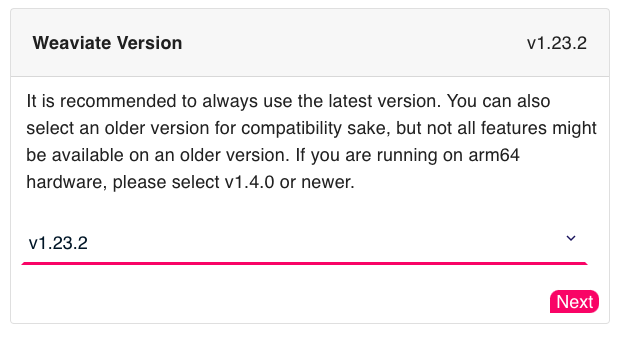 Weaviate Version
v1.23.2
It is recommended to always use the latest version. You can also
select an older version for compatibility sake, but not all features might
be available on an older version. If you are running on arm64
hardware, please select v1.4.0 or newer.
v1.23.2
Next